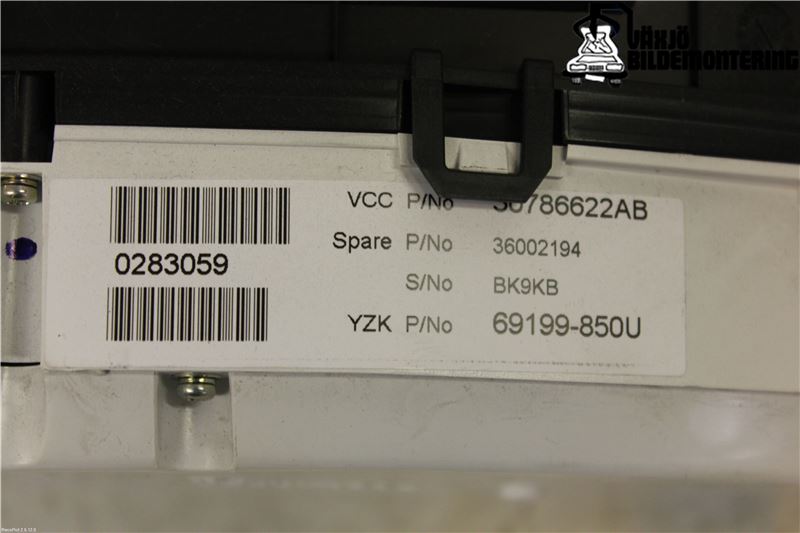 VÄXJÖ
BILDEMONTERING
VCC P/No 30786622AB
Spare P/No 36002194
0283059
S/No BK9KB
YZK P/No 69199-850U